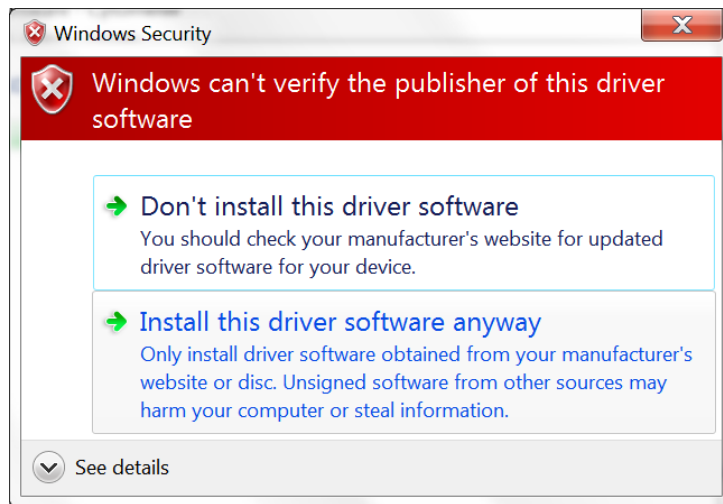 Windows Security
Windows can't verify the publisher of this driver
software
Don't install this driver software
You should check your manufacturer's website for updated
driver software for your device.
Install this driver software anyway
Only install driver software obtained from your manufacturer's
website or disc. Unsigned software from other sources may
harm your computer or steal information.
See details